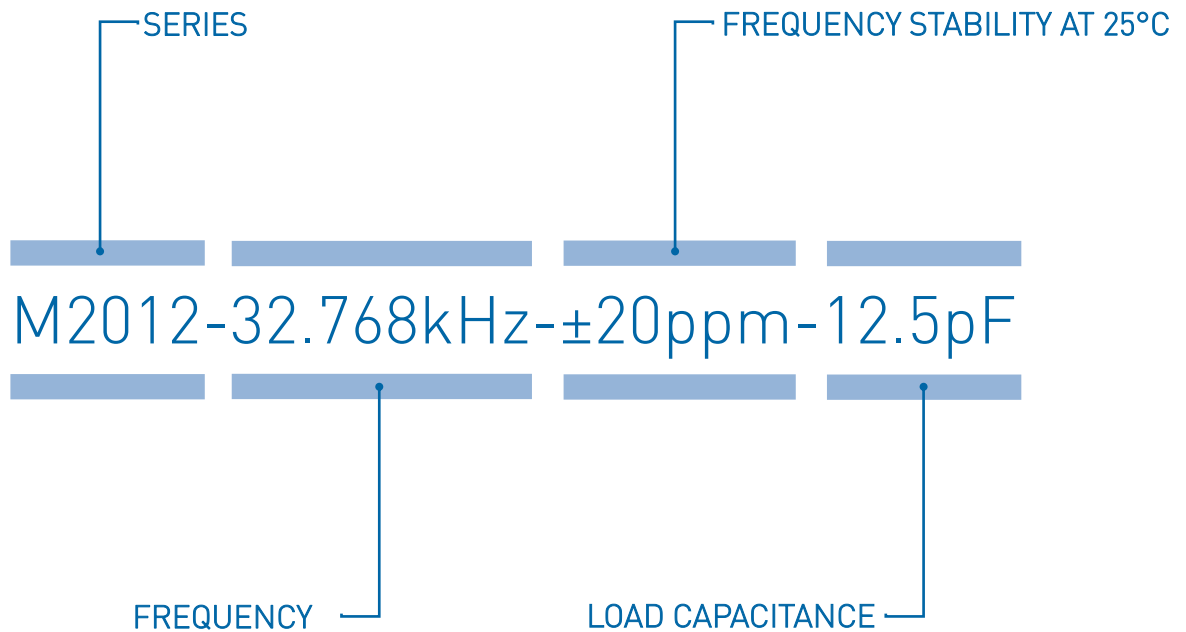 SERIES
FREQUENCY STABILITY AT 25°C
M2012-32.768kHz-±20ppm-12.5pF
FREQUENCY
LOAD CAPACITANCE